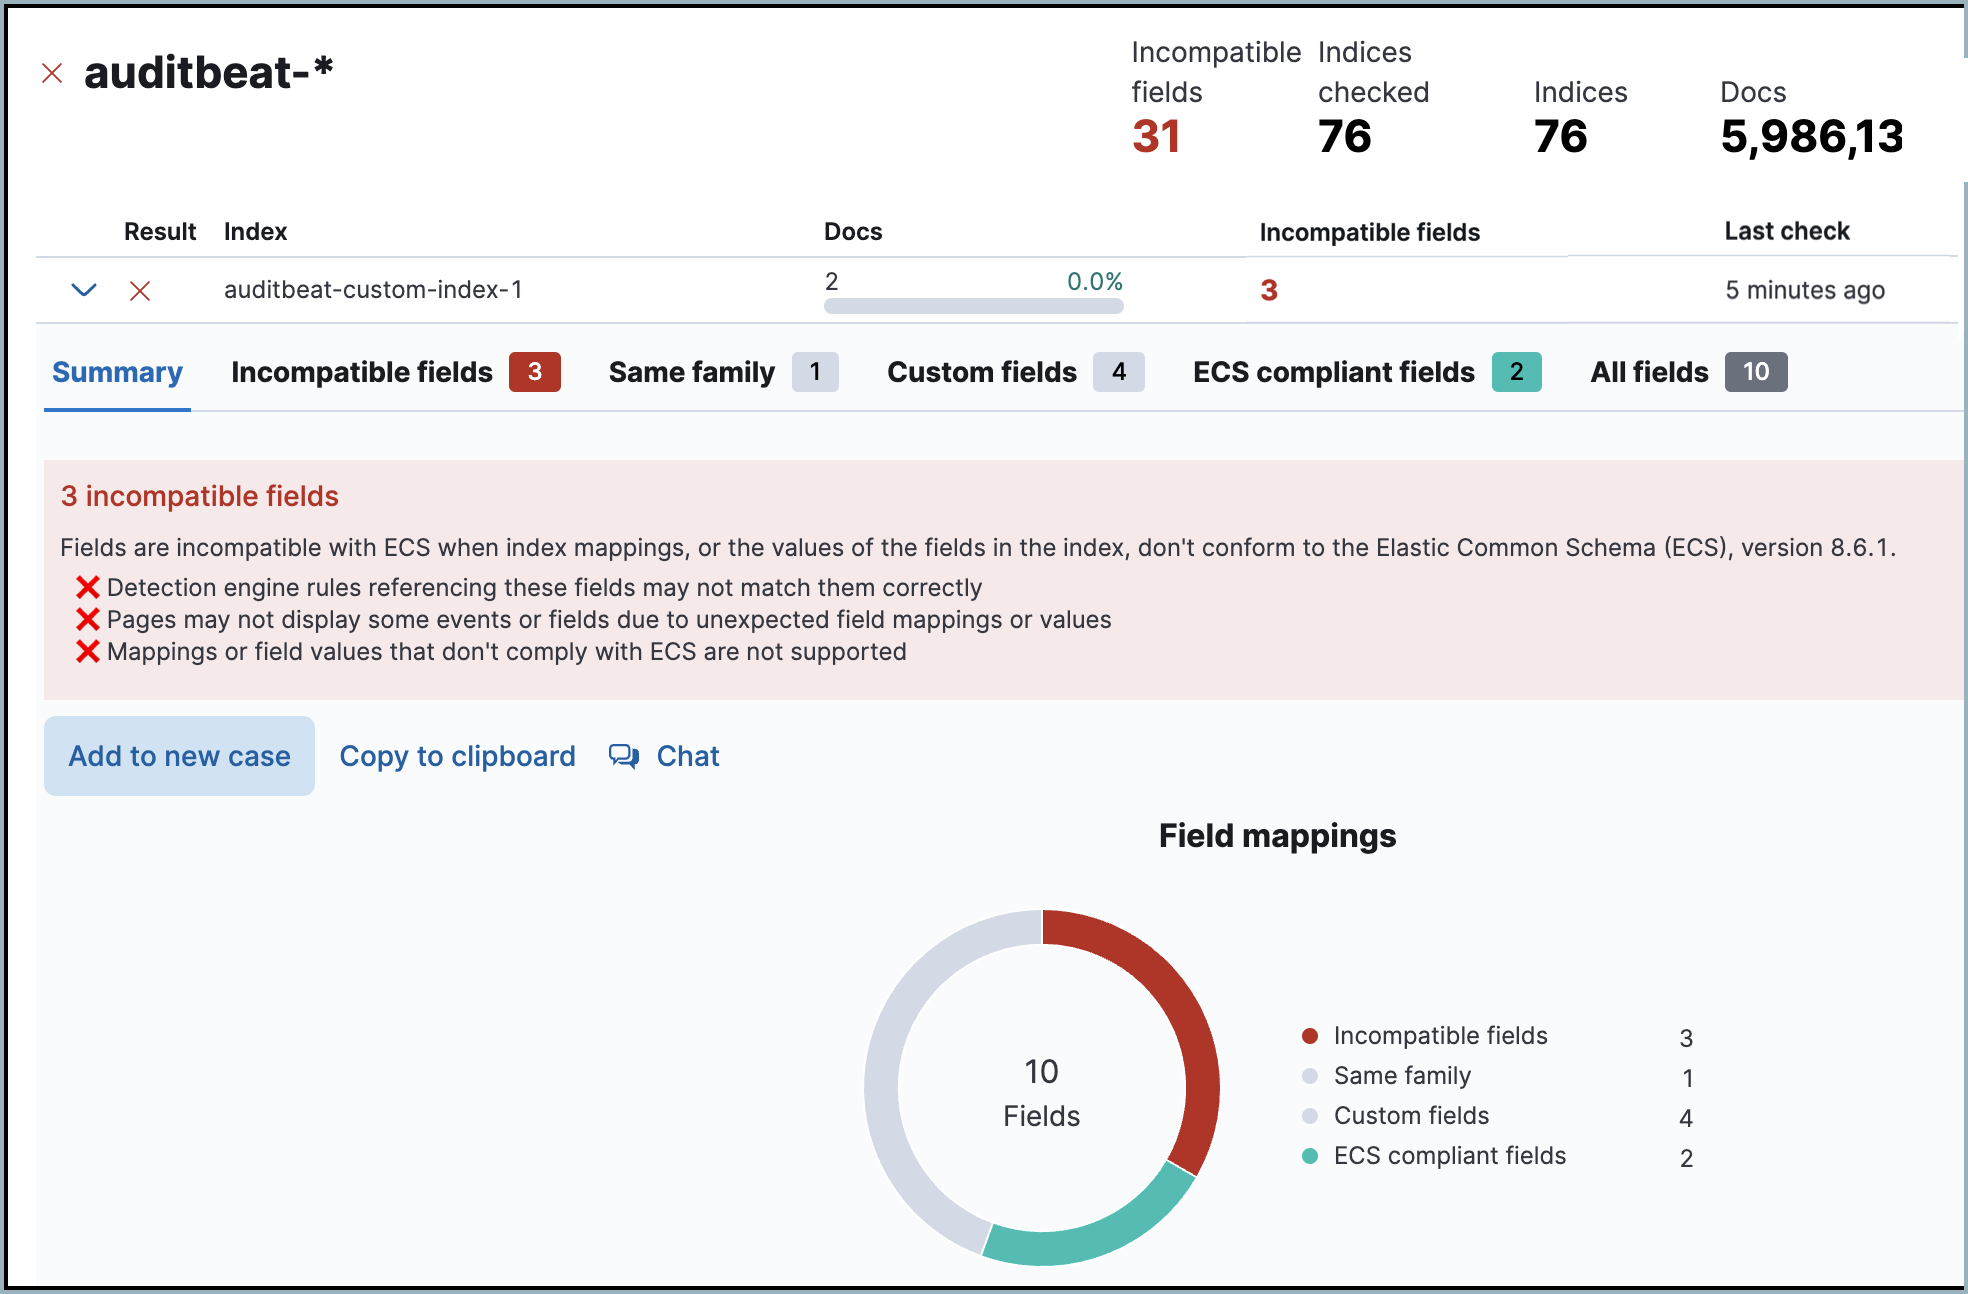 auditbeat-*
Incompatible fields
31
Indices checked
76
Indices
76
Docs
5,986,13
Result Index Docs Incompatible fields Last check
auditbeat-custom-index-1 2 0.0% 3 5 minutes ago
Summary Incompatible fields 3 Same family 1 Custom fields 4 ECS compliant fields 2 All fields 10
3 incompatible fields
Fields are incompatible with ECS when index mappings, or the values of the fields in the index, don't conform to the Elastic Common Schema (ECS), version 8.6.1.
❌ Detection engine rules referencing these fields may not match them correctly
❌ Pages may not display some events or fields due to unexpected field mappings or values
❌ Mappings or field values that don't comply with ECS are not supported
Add to new case Copy to clipboard Chat
Field mappings
10
Fields
Incompatible fields 3
Same family 1
Custom fields 4
ECS compliant fields 2